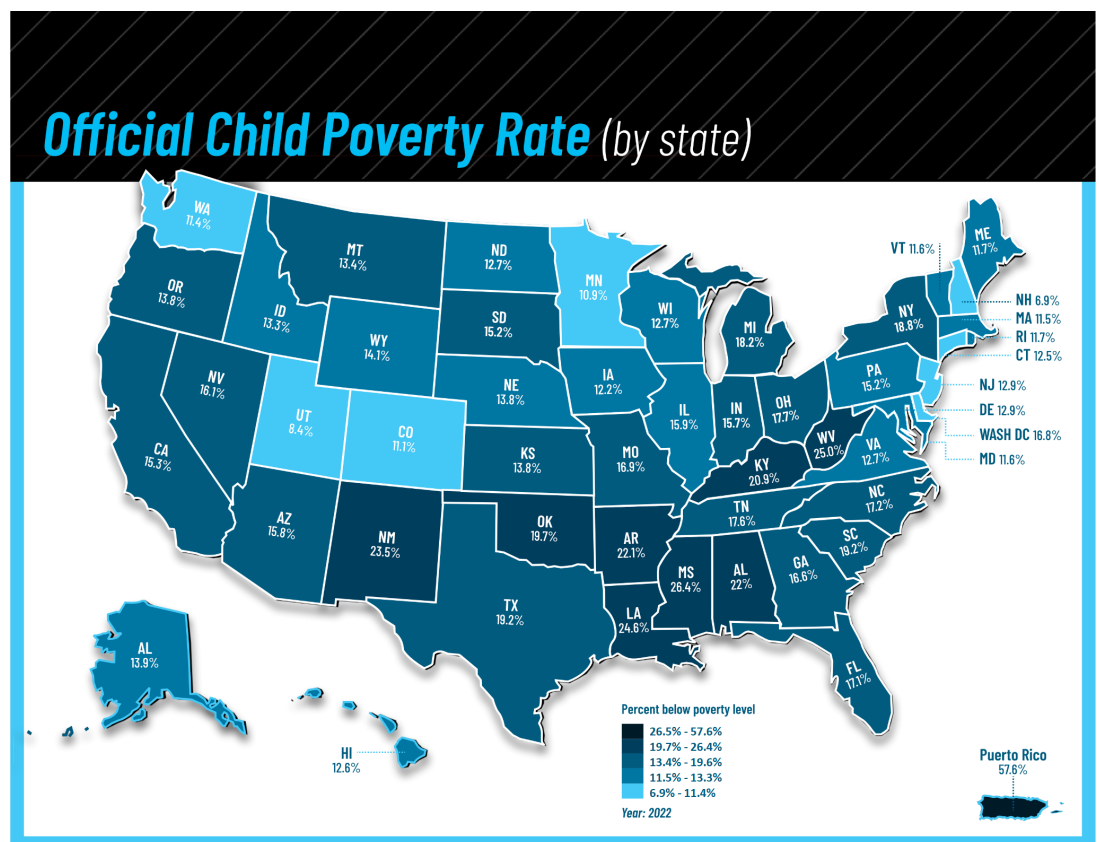 Official Child Poverty Rate (by state)
WA
11.4%
MT
13.4%
ND
12.7%
MN
10.9%
VT 11.6%
ME
11.7%
OR
13.8%
ID
13.3%
SD
15.2%
WI
12.7%
MI
18.2%
NY
18.8%
NH 6.9%
MA 11.5%
RI 11.7%
CT 12.5%
WY
14.1%
NV
16.1%
UT
8.4%
CO
11.1%
NE
13.8%
IA
12.2%
IL
15.9%
IN
15.7%
OH
17.7%
PA
15.2%
NJ 12.9%
DE 12.9%
WASH DC 16.8%
MD 11.6%
CA
15.3%
KS
13.8%
MO
16.9%
KY
20.9%
WV
25.0%
VA
12.7%
AZ
15.8%
NM
23.5%
OK
19.7%
AR
22.1%
TN
17.6%
NC
17.2%
SC
19.2%
TX
19.2%
LA
24.6%
MS
26.4%
AL
22%
GA
16.6%
FL
17.1%
AL
13.9%
HI
12.6%
Percent below poverty level
26.5% - 57.6%
19.7% - 26.4%
13.4% - 19.6%
11.5% - 13.3%
6.9% - 11.4%
Year: 2022
Puerto Rico
57.6%